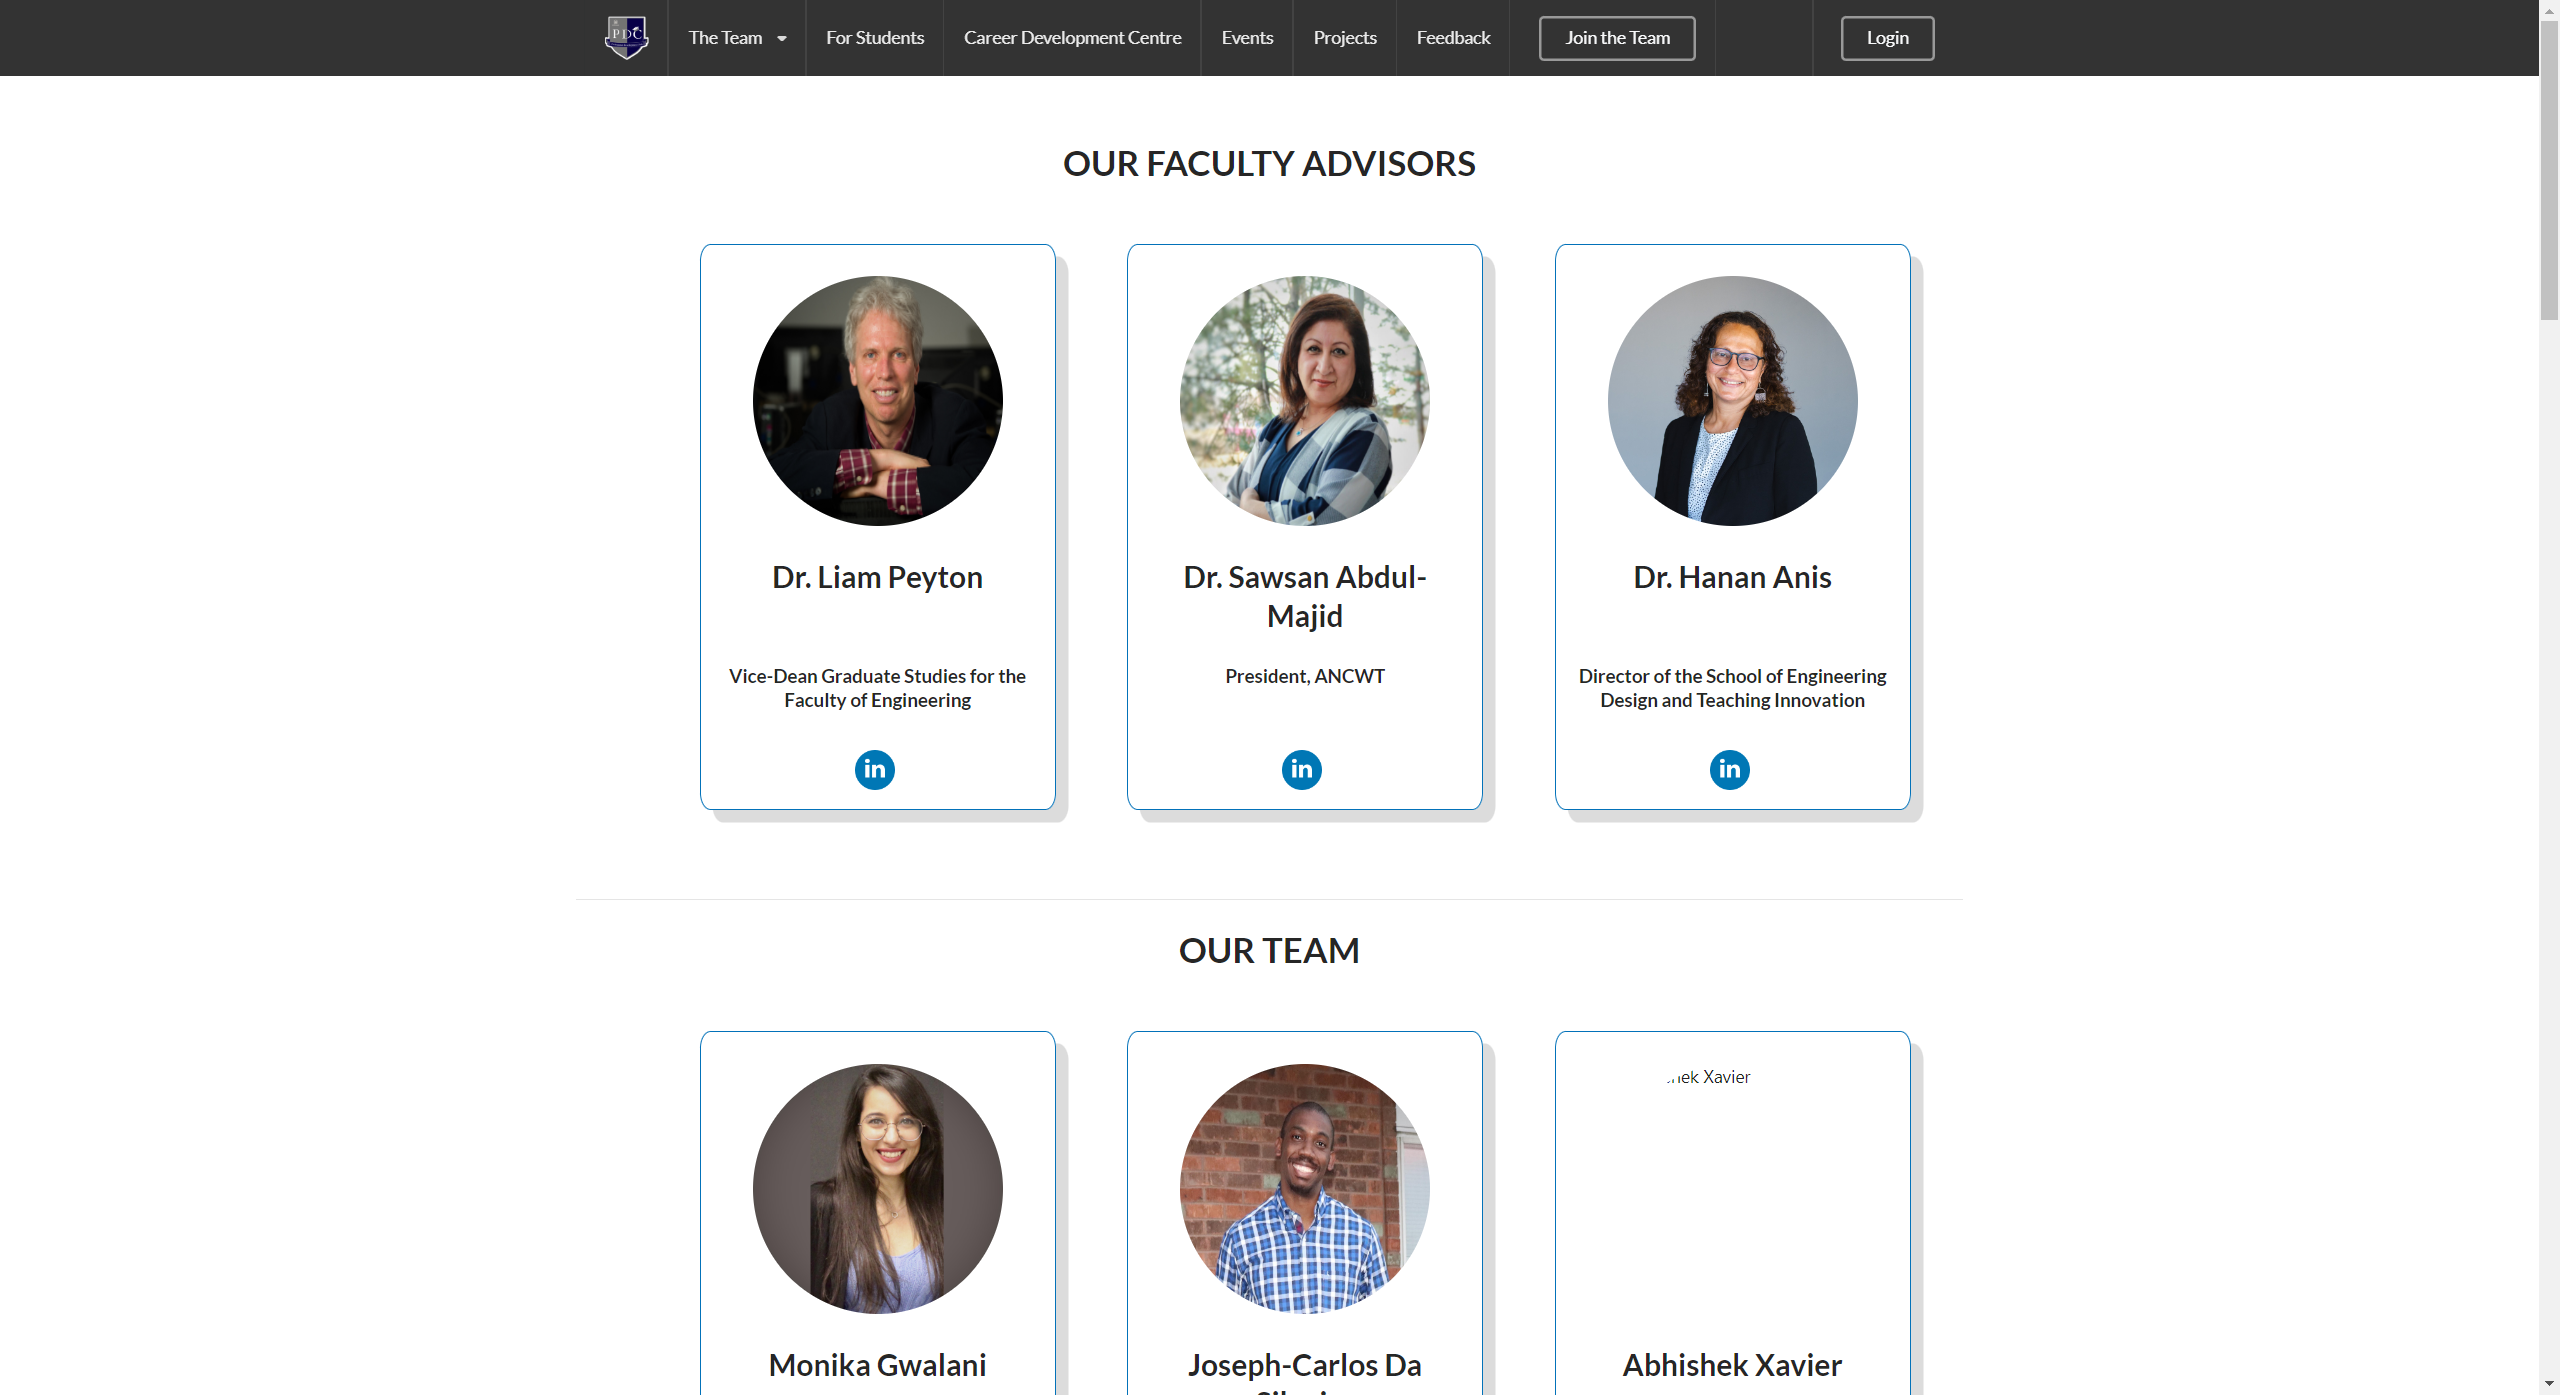 PDC
The Team
For Students
Career Development Centre
Events
Projects
Feedback
Join the Team
Login
OUR FACULTY ADVISORS
Dr. Liam Peyton
Vice-Dean Graduate Studies for the
Faculty of Engineering
in
Dr. Sawsan Abdul-
Majid
President, ANCWT
in
Dr. Hanan Anis
Director of the School of Engineering
Design and Teaching Innovation
in
OUR TEAM
Monika Gwalani
Joseph-Carlos Da
Xavier
Abhishek Xavier